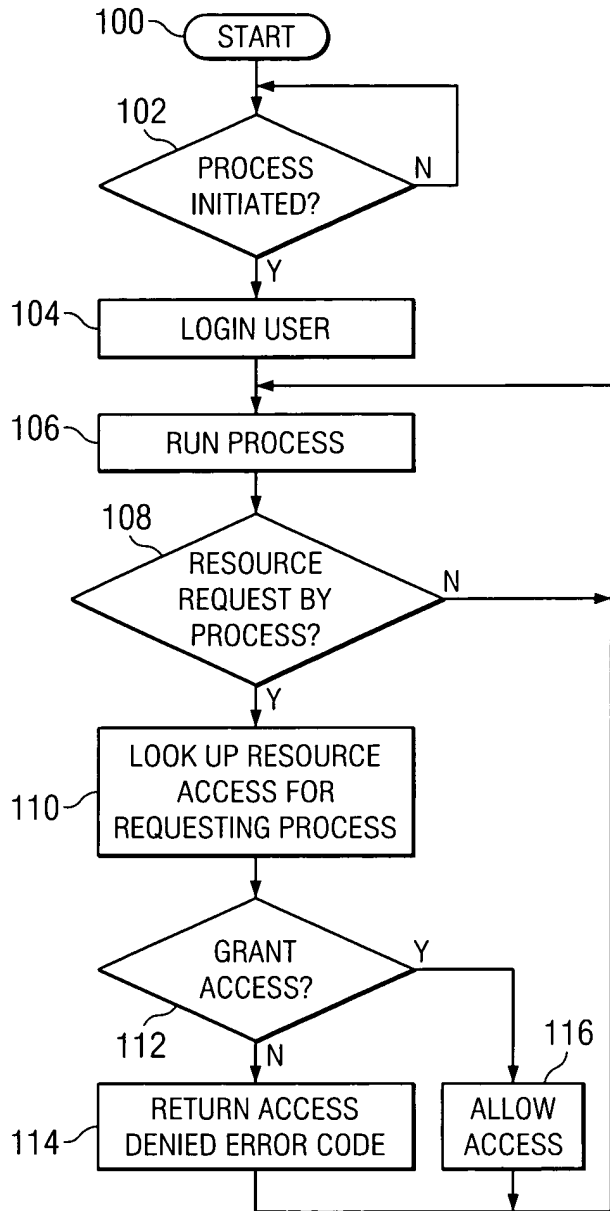 100
START
102
PROCESS
INITIATED?
N
Y
104
LOGIN USER
106
RUN PROCESS
108
RESOURCE
REQUEST BY
PROCESS?
N
Y
110
LOOK UP RESOURCE
ACCESS FOR
REQUESTING PROCESS
GRANT
ACCESS?
Y
112
N
116
114
RETURN ACCESS
DENIED ERROR CODE
ALLOW
ACCESS